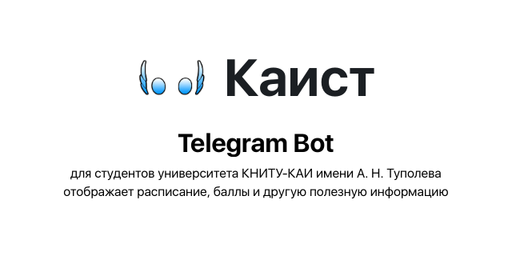 Каист
Telegram Bot
для студентов университета КНИТУ-КАИ имени А. Н. Туполева
отображает расписание, баллы и другую полезную информацию